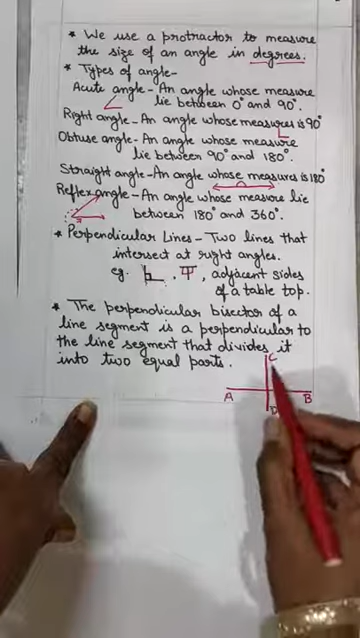 * We use a protractor to measure
the size of an angle in degrees.
* Types of angle-
Acute angle - An angle whose measure
lie between 0° and 90°.
Right angle - An angle whose measures is 90°
Obtuse angle - An angle whose measure
lie between 90° and 180°.
Straight angle - An angle whose measures is 180°
Reflex angle - An angle whose measure lie
between 180° and 360°.
* Perpendicular Lines - Two lines that
intersect at right angles.
eg. , , adjacent sides
of a table top.
* The perpendicular bisector of a
line segment is a perpendicular to
the line segment that divides it
into two equal parts.
C
A B
D